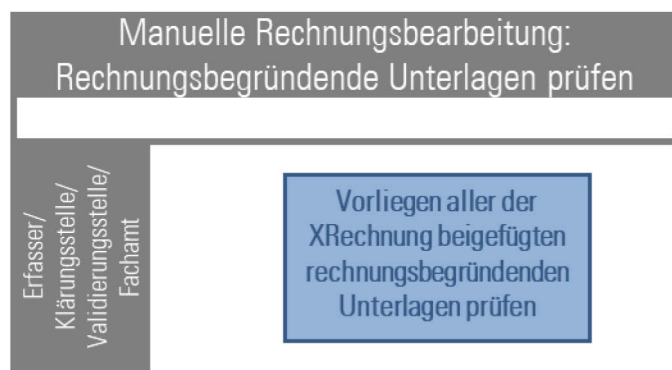 Manuelle Rechnungsbearbeitung:
Rechnungsbegründende Unterlagen prüfen
Erfasser/
Klärungsstelle/
Validierungsstelle/
Fachamt
Vorliegen aller der
XRechnung beigefügten
rechnungsbegründenden
Unterlagen prüfen